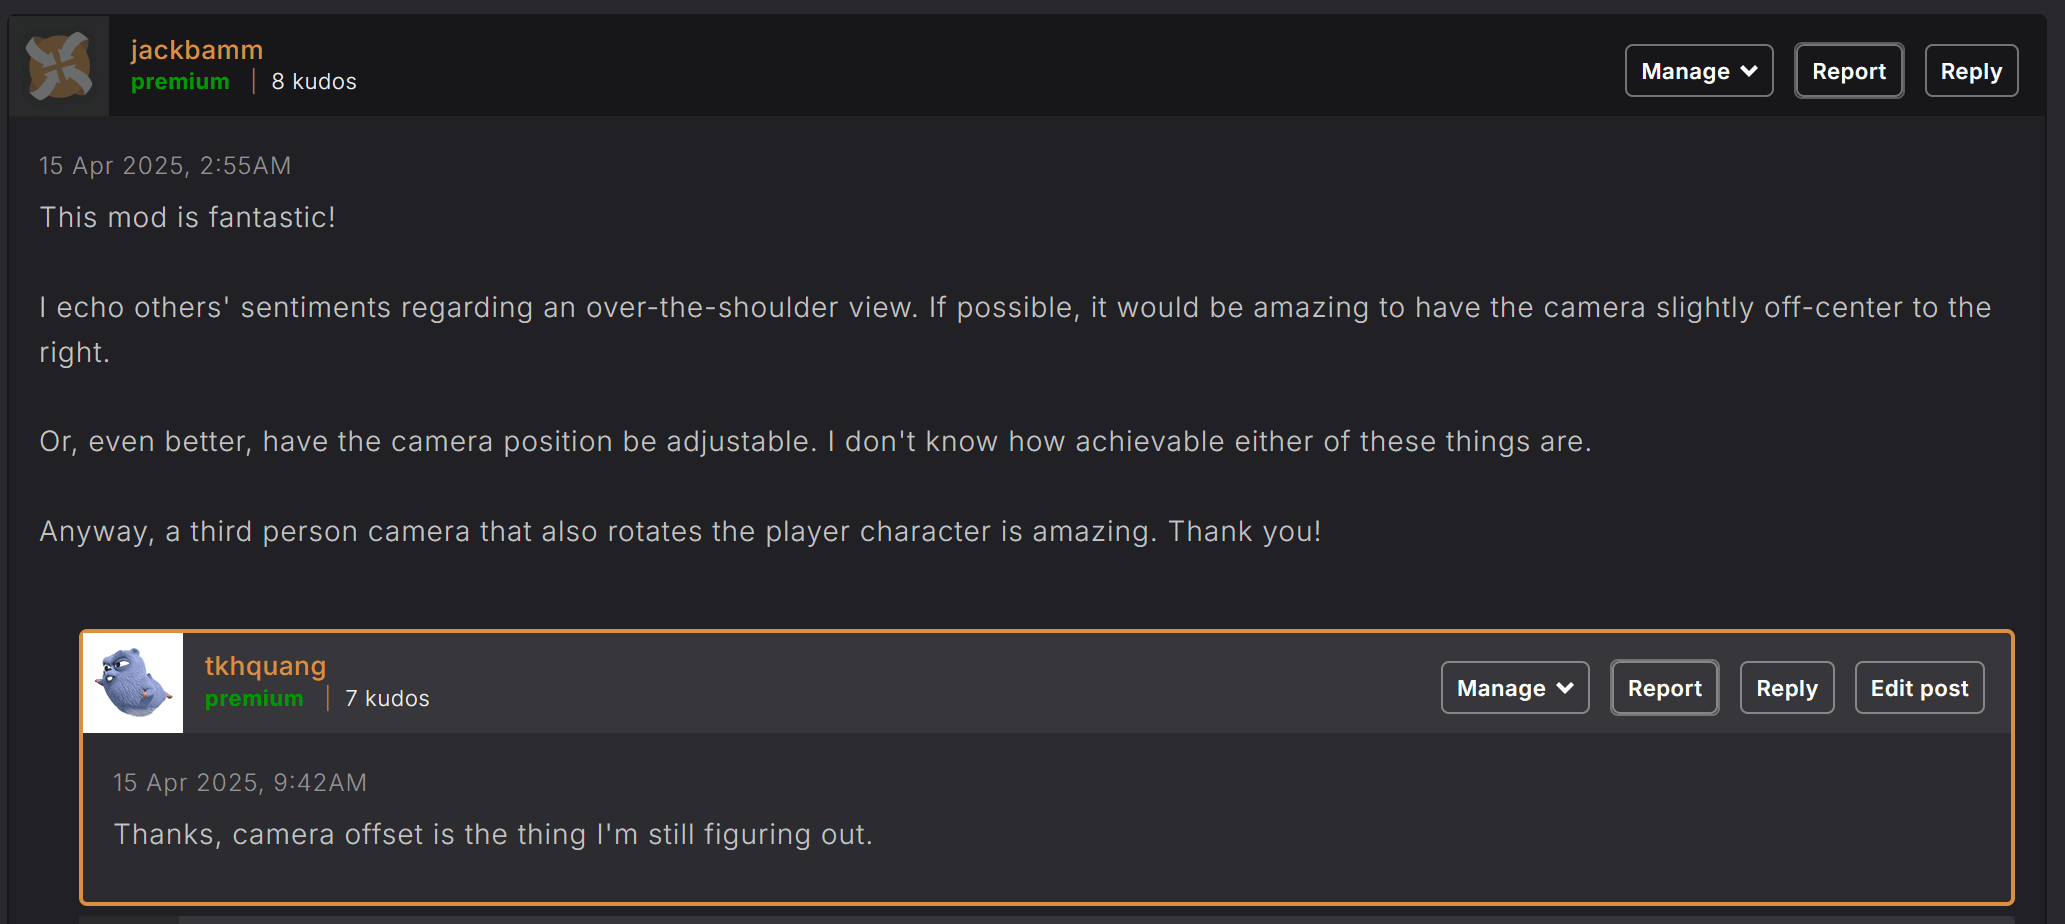 jackbamm
premium | 8 kudos
Manage Report Reply
15 Apr 2025, 2:55AM
This mod is fantastic!
I echo others' sentiments regarding an over-the-shoulder view. If possible, it would be amazing to have the camera slightly off-center to the
right.
Or, even better, have the camera position be adjustable. I don't know how achievable either of these things are.
Anyway, a third person camera that also rotates the player character is amazing. Thank you!
tkhquang
premium | 7 kudos
Manage Report Reply Edit post
15 Apr 2025, 9:42AM
Thanks, camera offset is the thing I'm still figuring out.